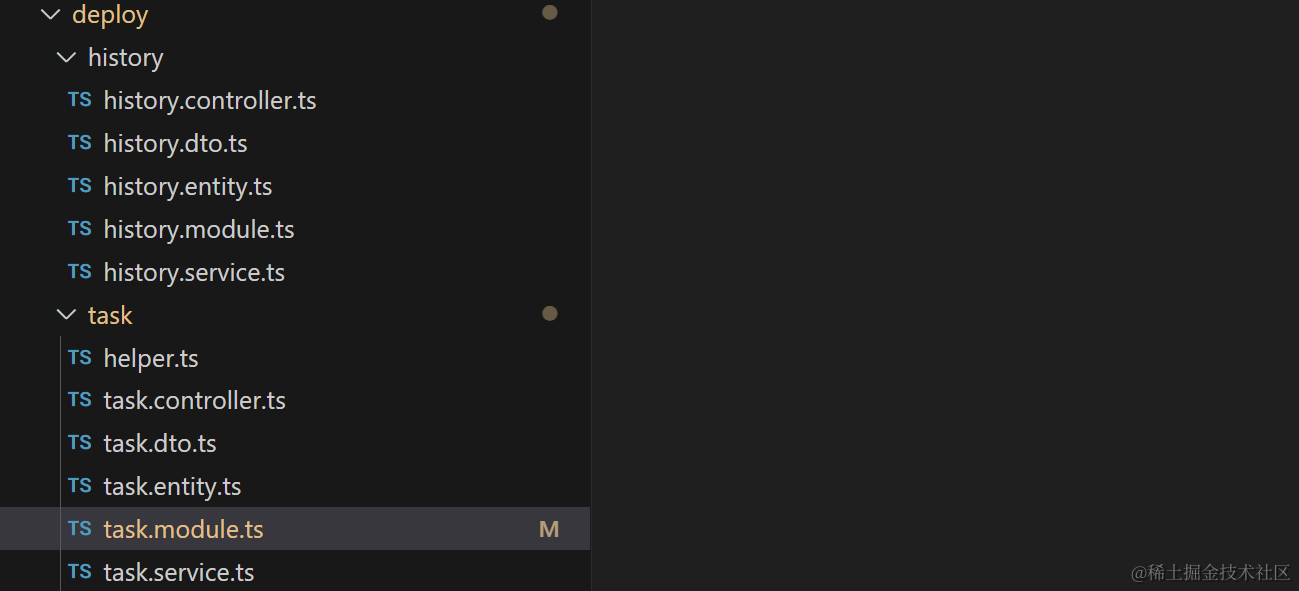 deploy
history
TS history.controller.ts
TS history.dto.ts
TS history.entity.ts
TS history.module.ts
TS history.service.ts
task
TS helper.ts
TS task.controller.ts
TS task.dto.ts
TS task.entity.ts
TS task.module.ts M
TS task.service.ts
@稀土掘金技术社区